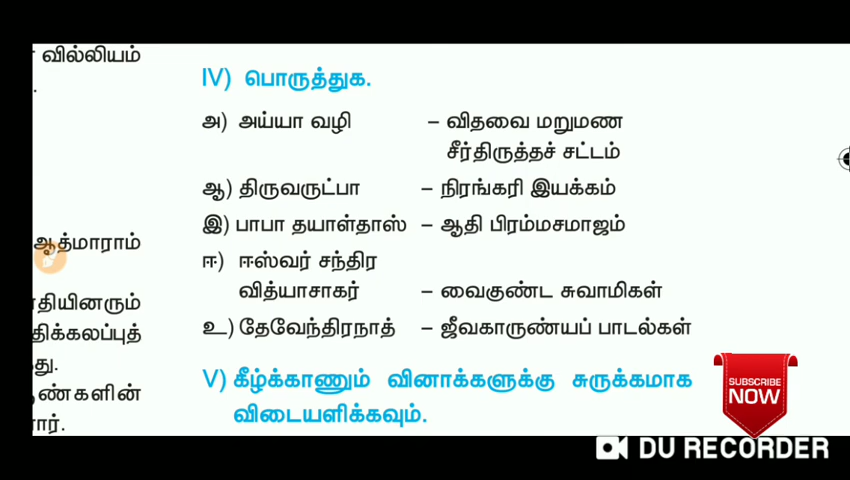 வில்லியம்
IV) பொருத்துக.
அ) அய்யா வழி – விதவை மறுமண
சீர்திருத்தச் சட்டம்
ஆ) திருவருட்பா – நிரங்கரி இயக்கம்
இ) பாபா தயாள்தாஸ் – ஆதி பிரம்மசமாஜம்
ஆத்மாராம்
ஈ) ஈஸ்வர் சந்திர
வித்யாசாகர் – வைகுண்ட சுவாமிகள்
உ) தேவேந்திரநாத் – ஜீவகாருண்யப் பாடல்கள்
V) கீழ்க்காணும் வினாக்களுக்கு சுருக்கமாக
விடையளிக்கவும்.
SUBSCRIBE
NOW
DU RECORDER